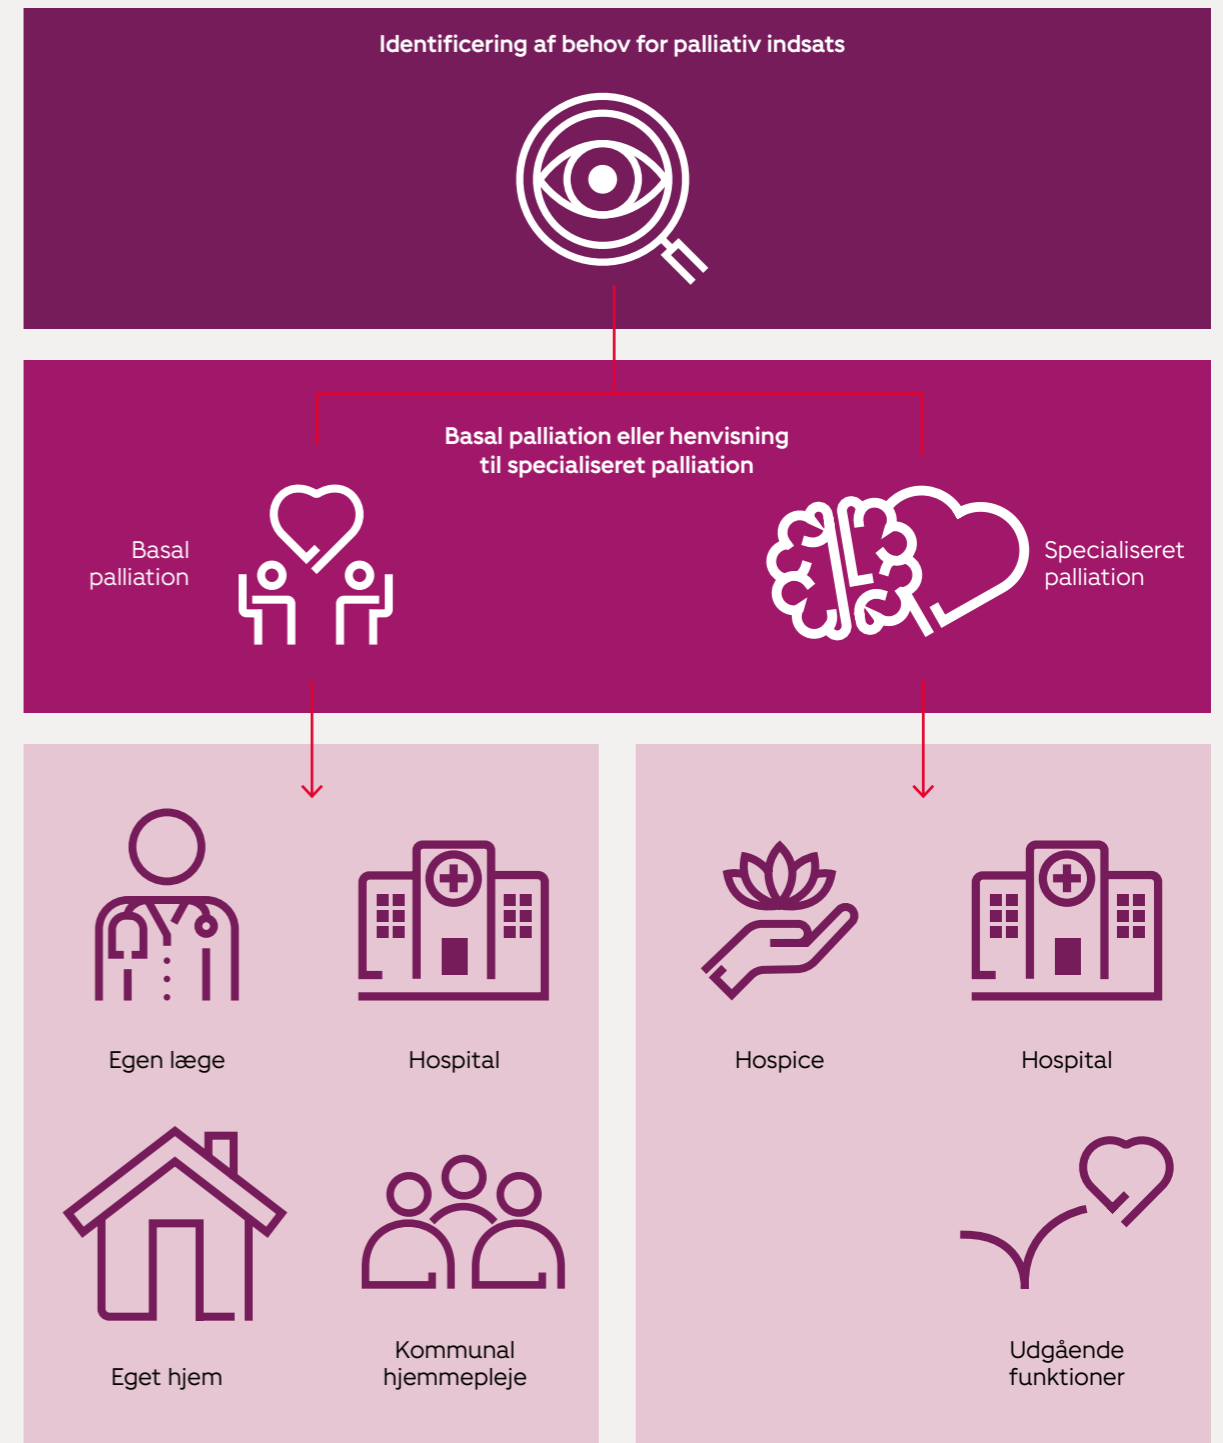 Identificering af behov for palliativ indsats
Basal palliation eller henvisning
til specialiseret palliation
Basal
palliation
Specialiseret
palliation
Egen læge
Hospital
Eget hjem
Kommunal
hjemmepleje
Hospice
Hospital
Udgående
funktioner